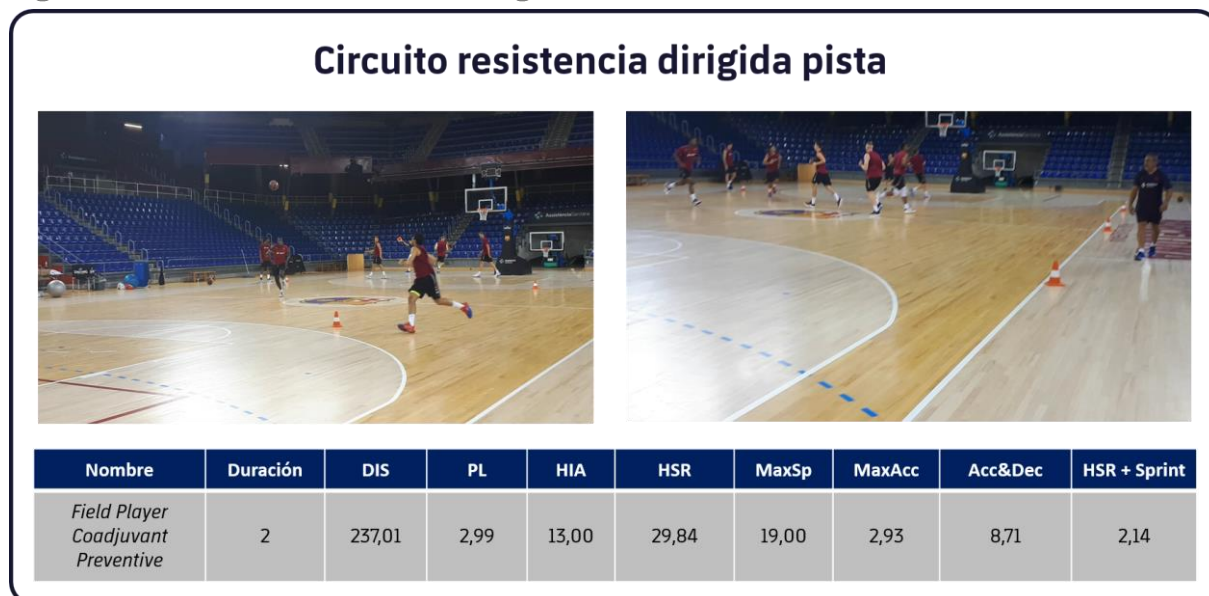 Circuito resistencia dirigida pista
Nombre Duración DIS PL HIA HSR MaxSp MaxAcc Acc&Dec HSR + Sprint
Field Player
Coadjuvant
Preventive
2 237,01 2,99 13,00 29,84 19,00 2,93 8,71 2,14